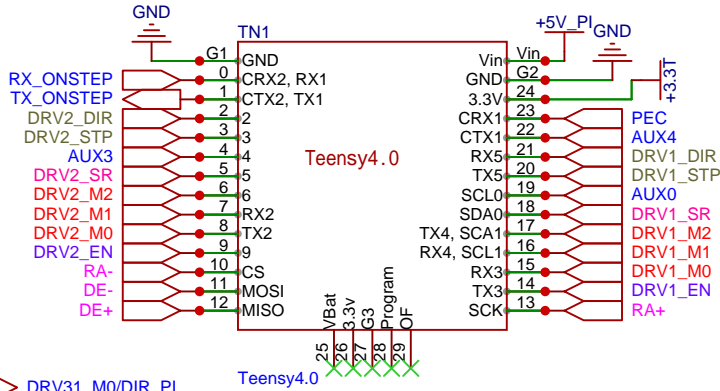 GND
TN1
+5V_PI
GND
G1 GND Vin Vin
RX_ONSTEP 0 CRX2, RX1 GND G2
TX_ONSTEP 1 CTX2, TX1 3.3V 24 +3.3T
DRV2_DIR 2 2 CRX1 23 PEC
DRV2_STP 3 3 CTX1 22 AUX4
AUX3 4 4 RX5 21 DRV1_DIR
Teensy4.0
DRV2_SR 5 5 TX5 20 DRV1_STP
DRV2_M2 6 6 SCL0 19 AUX0
DRV2_M1 7 RX2 SDA0 18 DRV1_SR
DRV2_M0 8 TX2 TX4, SCA1 17 DRV1_M2
DRV2_EN 9 9 RX4, SCL1 16 DRV1_M1
RA- 10 CS RX3 15 DRV1_M0
DE- 11 MOSI TX3 14 DRV1_EN
DE+ 12 MISO SCK 13 RA+
25 VBat
26 3.3v
27 G3
28 Program
29 OF
Teensy4.0
DRV31_M0/DIR_PI